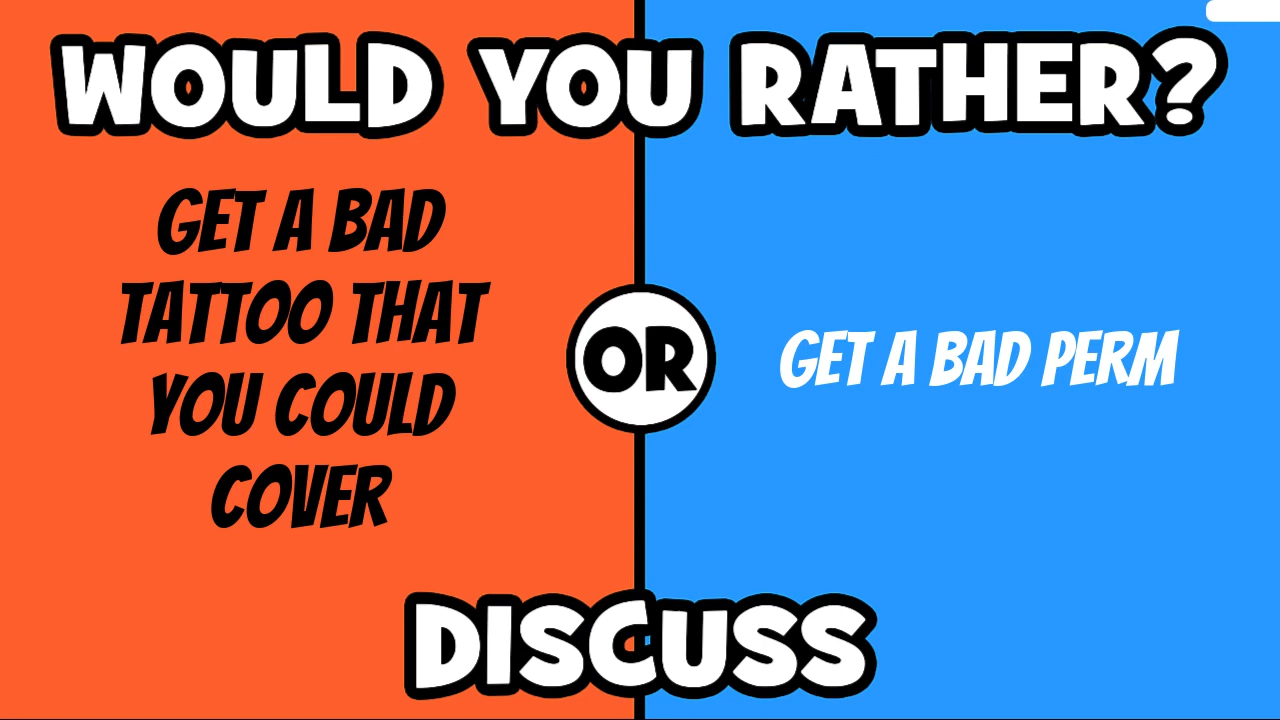 WOULD YOU RATHER?
GET A BAD
TATTOO THAT
YOU COULD
COVER
OR
GET A BAD PERM
DISCUSS